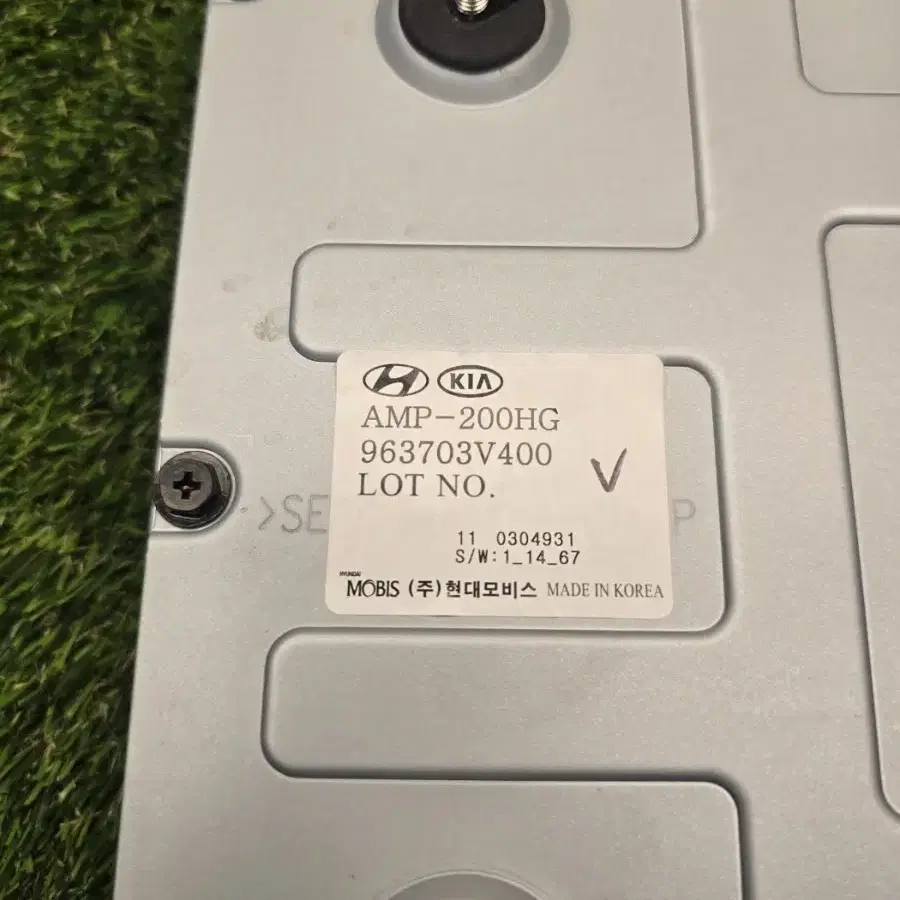 KIA
AMP-200HG
963703V400
LOT NO.
V
>SE
P
11 0304931
S/W:1_14_67
HYUNDAI
MOBIS (주)현대모비스 MADE IN KOREA